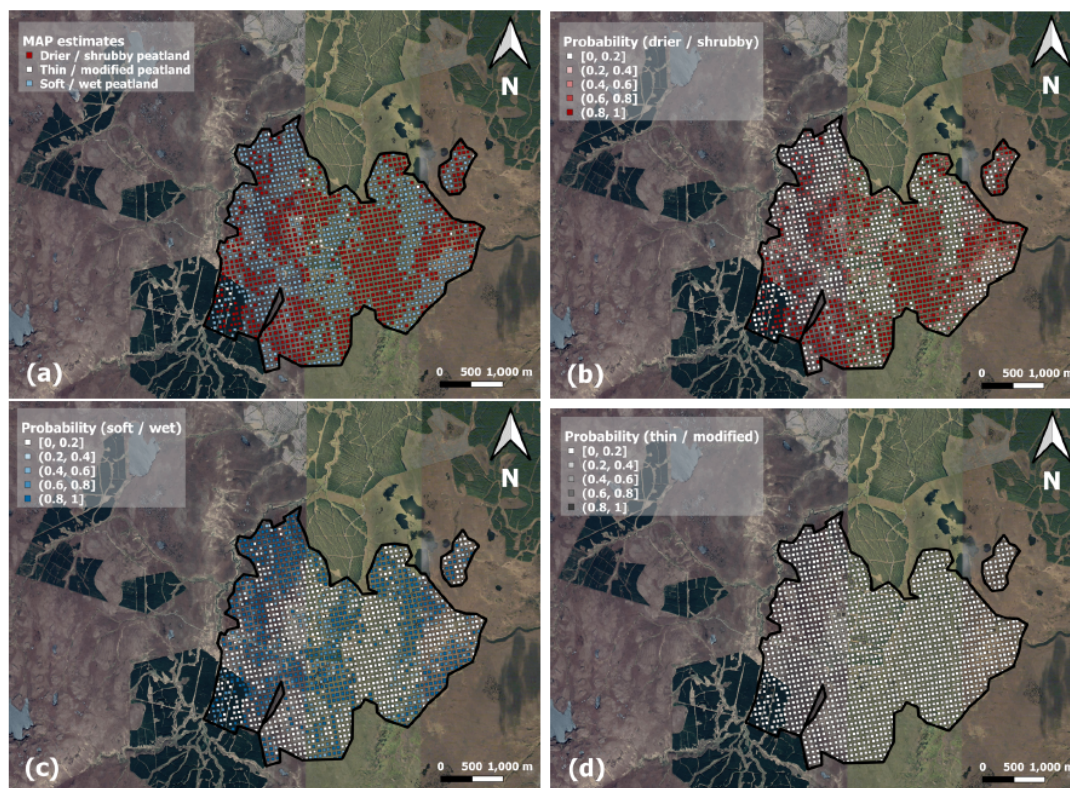 MAP estimates
Drier / shrubby peatland
Thin / modified peatland
Soft / wet peatland
N
0 500 1,000 m
(a)
Probability (drier / shrubby)
[0, 0.2]
(0.2, 0.4]
(0.4, 0.6]
(0.6, 0.8]
(0.8, 1]
N
0 500 1,000 m
(b)
Probability (soft / wet)
[0, 0.2]
(0.2, 0.4]
(0.4, 0.6]
(0.6, 0.8]
(0.8, 1]
N
0 500 1,000 m
(c)
Probability (thin / modified)
[0, 0.2]
(0.2, 0.4]
(0.4, 0.6]
(0.6, 0.8]
(0.8, 1]
N
0 500 1,000 m
(d)